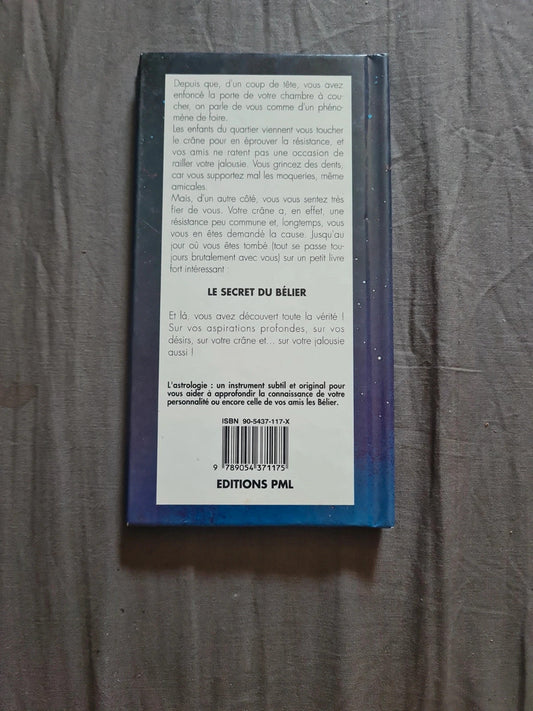 Depuis que, d'un coup de tête, vous avez
enfoncé la porte de votre chambre à cou-
cher, on parle de vous comme d'un phéno-
mène de foire.
Les enfants du quartier viennent vous toucher
le crâne pour en éprouver la résistance, et
vos amis ne ratent pas une occasion de
railler votre jalousie. Vous grincez des dents,
car vous supportez mal les moqueries, même
amicales.
Mais, d'un autre côté, vous vous sentez très
fier de vous. Votre crâne a, en effet, une
résistance peu commune et, longtemps, vous
vous en êtes demandé la cause. Jusqu'au
jour où vous êtes tombé (tout se passe tou-
jours brutalement avec vous) sur un petit livre
fort intéressant :
LE SECRET DU BÉLIER
Et là, vous avez découvert toute la vérité !
Sur vos aspirations profondes, sur vos
désirs, sur votre crâne et... sur votre jalousie
aussi !
L'astrologie : un instrument subtil et original pour
vous aider à approfondir la connaissance de votre
personnalité ou encore celle de vos amis les Bélier.
ISBN 90-5437-117-X
9 789054 371175
EDITIONS PML